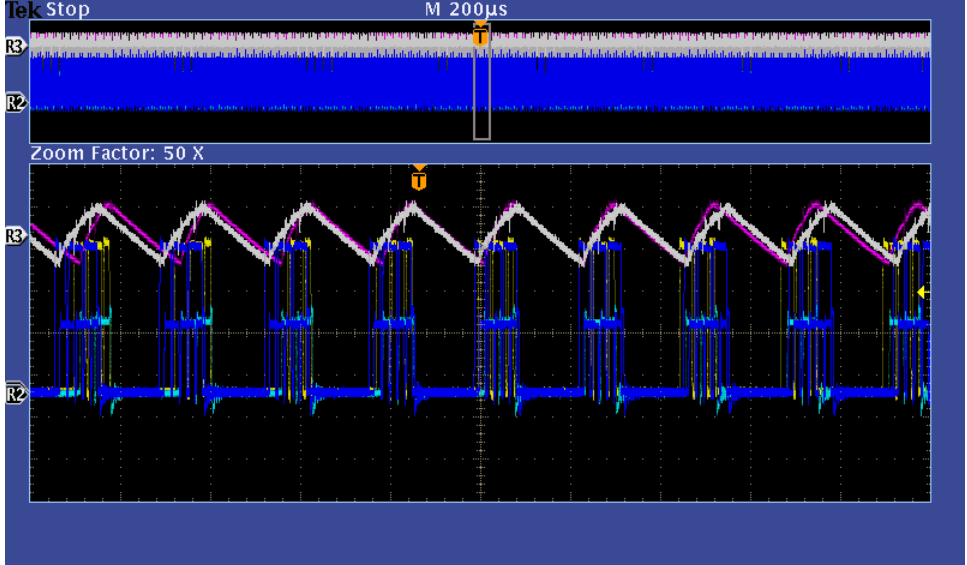 Tek Stop M 200µs
T
R3
R2
Zoom Factor: 50 X
T
R3
R2